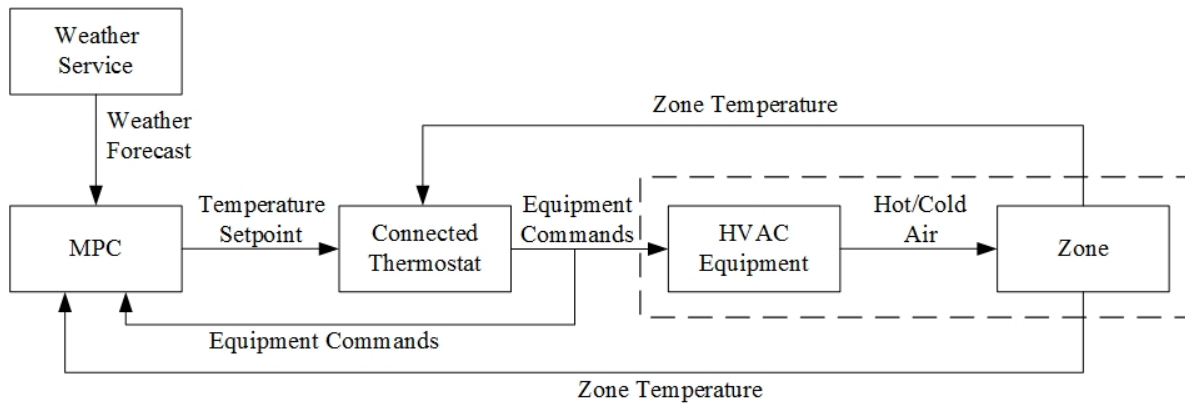 Weather
Service
Zone Temperature
Weather
Forecast
Temperature
Setpoint
Equipment
Commands
Hot/Cold
Air
MPC
Connected
Thermostat
HVAC
Equipment
Zone
Equipment Commands
Zone Temperature